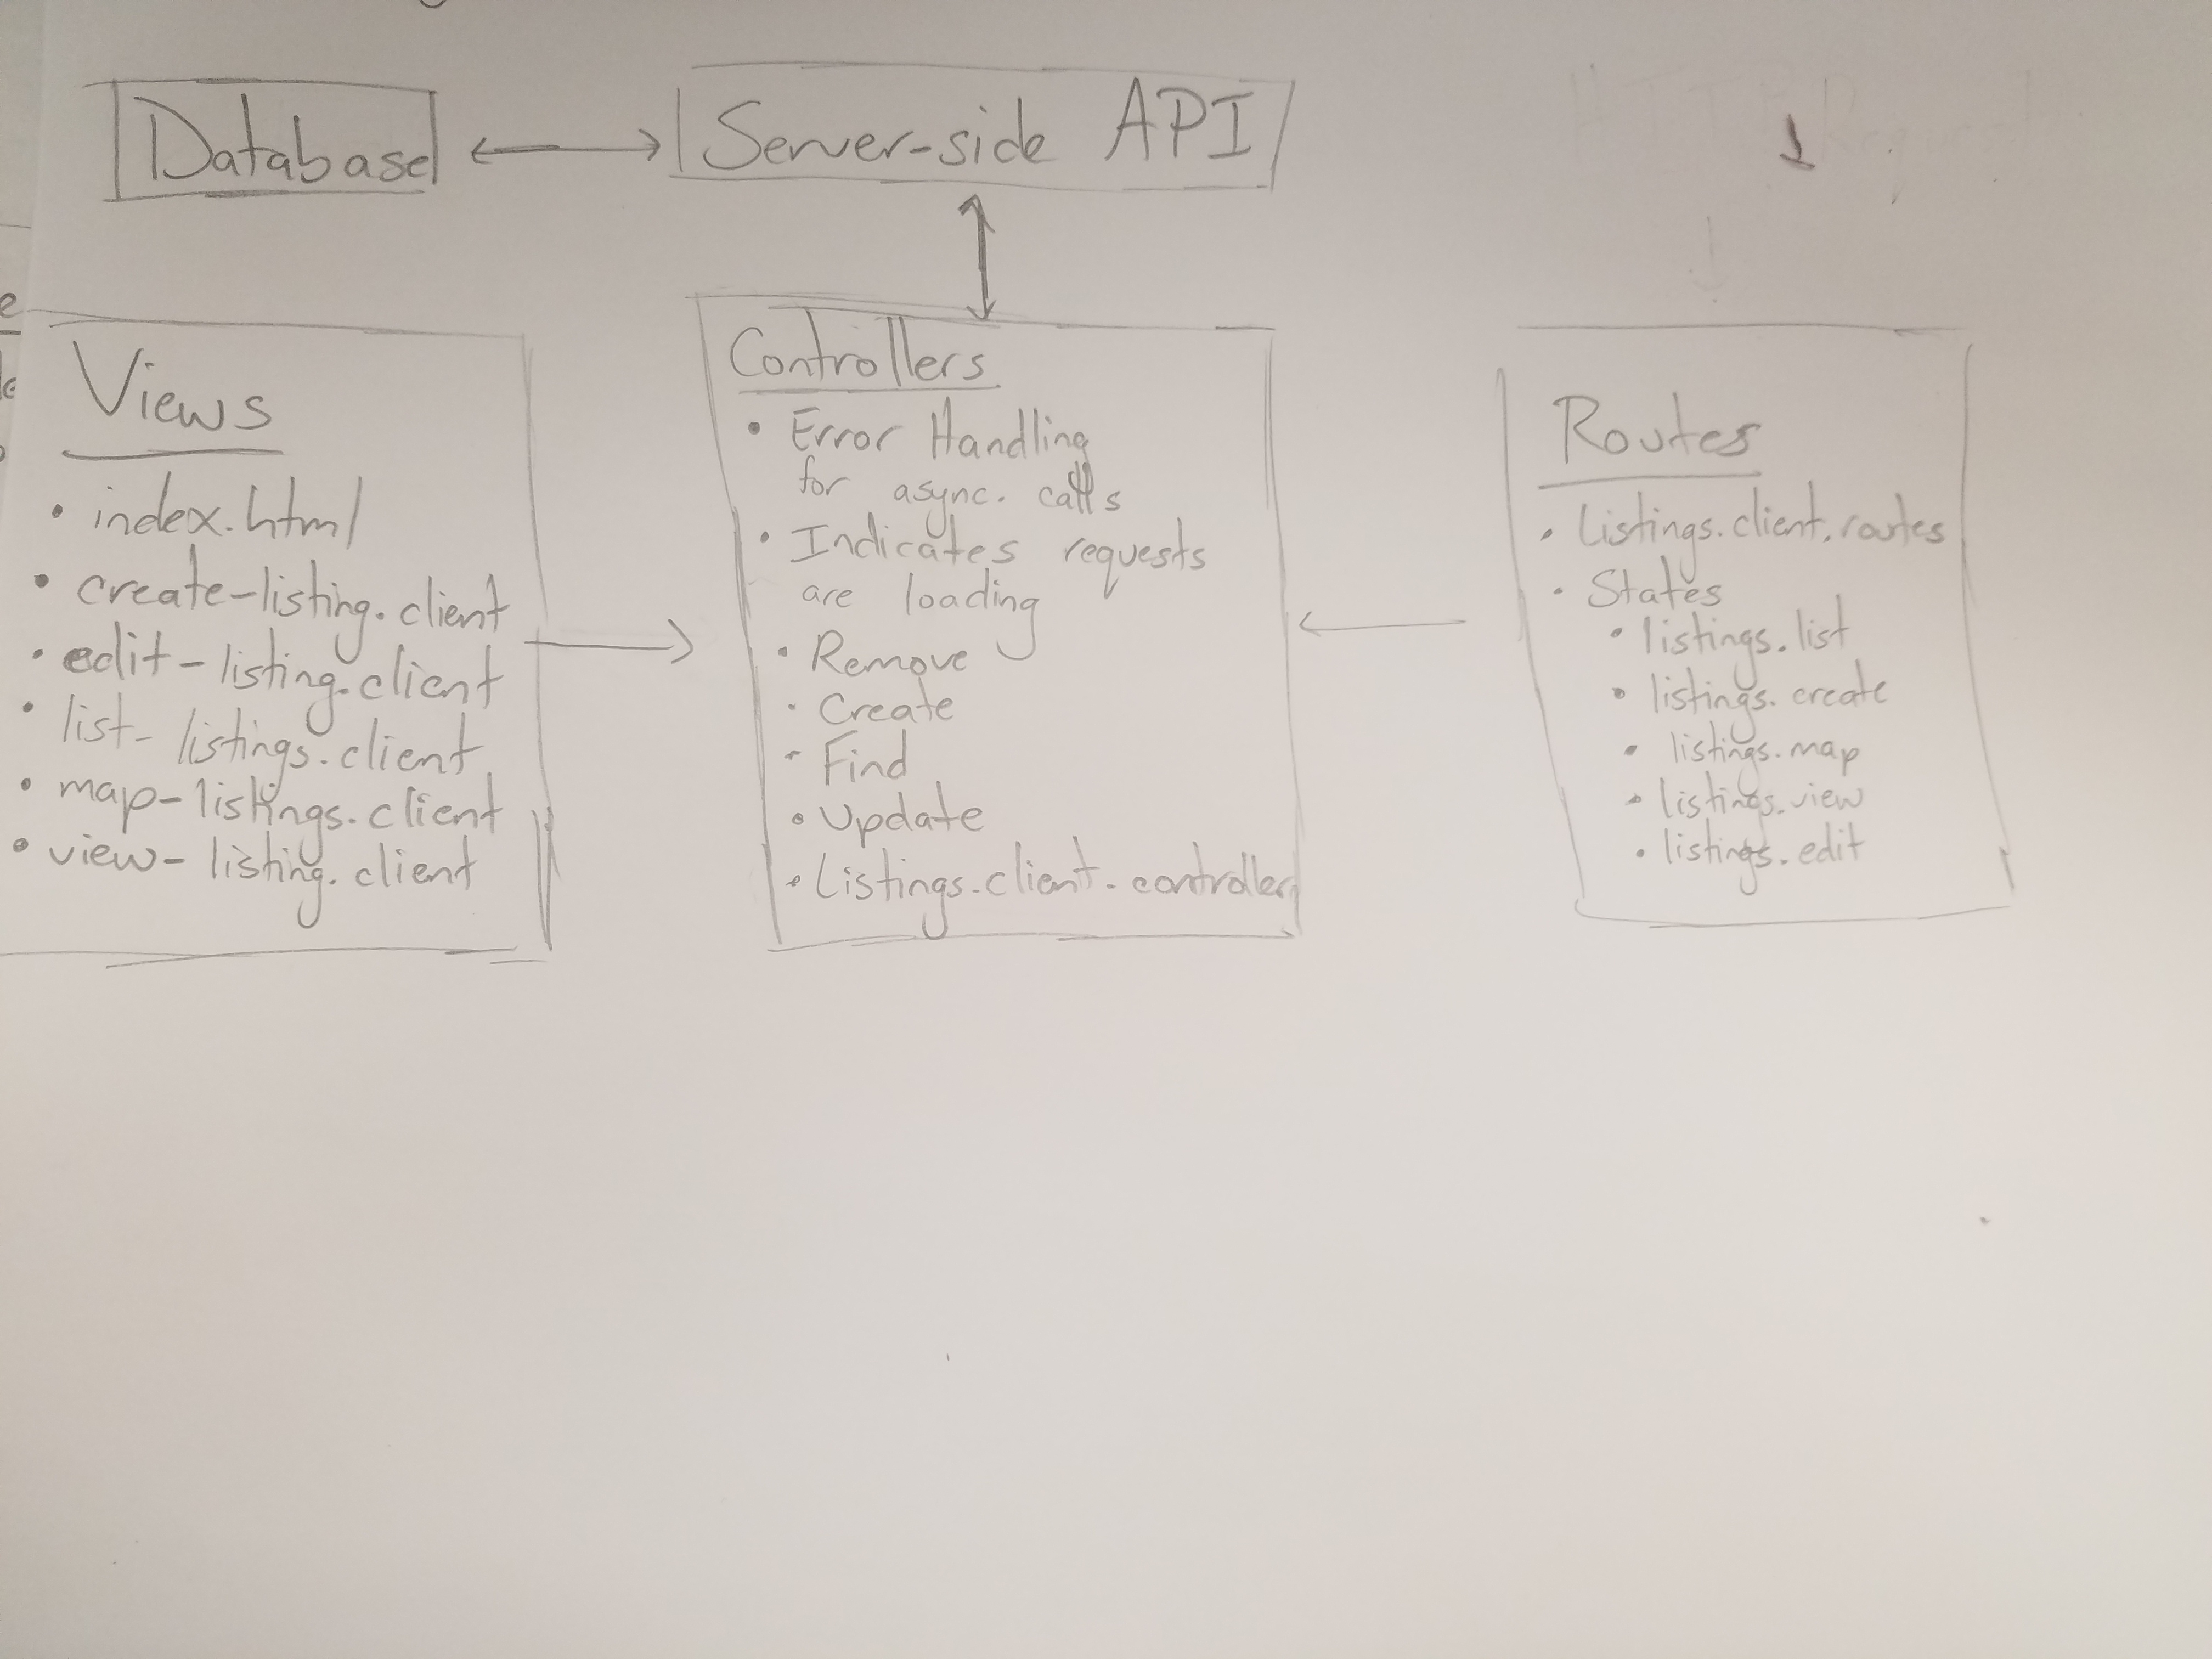 Database
Server-side API
Views
• index.html
• create-listing.client
• edit-listing.client
• list-listings.client
• map-listings.client
• view-listing.client
Controllers
• Error Handling
for async. calls
• Indicates requests
are loading
• Remove
• Create
• Find
• Update
• Listings.client.controller
Routes
• Listings.client.routes
• States
• listings.list
• listings.create
• listings.map
• listings.view
• listings.edit